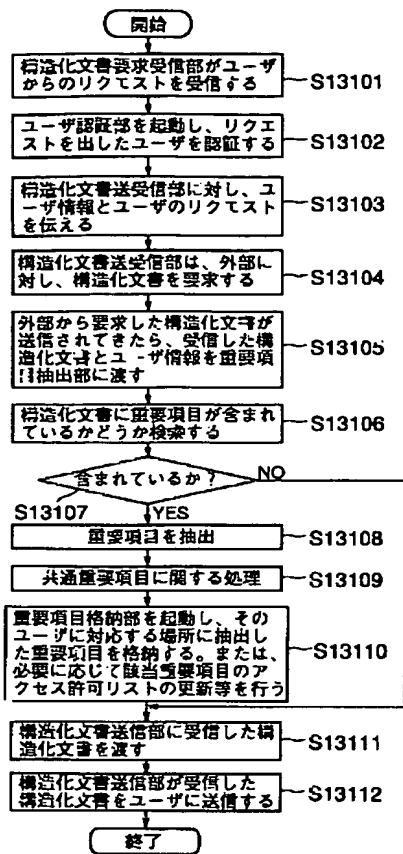 開始
構造化文書要求受信部がユーザ
からのリクエストを受信する
S13101
ユーザ認証部を起動し、リクエ
ストを出したユーザを認証する
S13102
構造化文書送受信部に対し、ユ
ーザ情報とユーザのリクエスト
を伝える
S13103
構造化文書送受信部は、外部に
対し、構造化文書を要求する
S13104
外部から要求した構造化文書が
送信されてきたら、受信した構
造化文書とユーザ情報を重要項
目抽出部に渡す
S13105
構造化文書に重要項目が含まれ
ているかどうか検索する
S13106
含まれているか?
NO
S13107
YES
重要項目を抽出
S13108
共通重要項目に関する処理
S13109
重要項目格納部を起動し、その
ユーザに対応する場所に抽出し
た重要項目を格納する。または、
必要に応じて該当重要項目のア
クセス許可リストの更新等を行う
S13110
構造化文書送信部に受信した構
造化文書を渡す
S13111
構造化文書送信部が受信した
構造化文書をユーザに送信する
S13112
終了